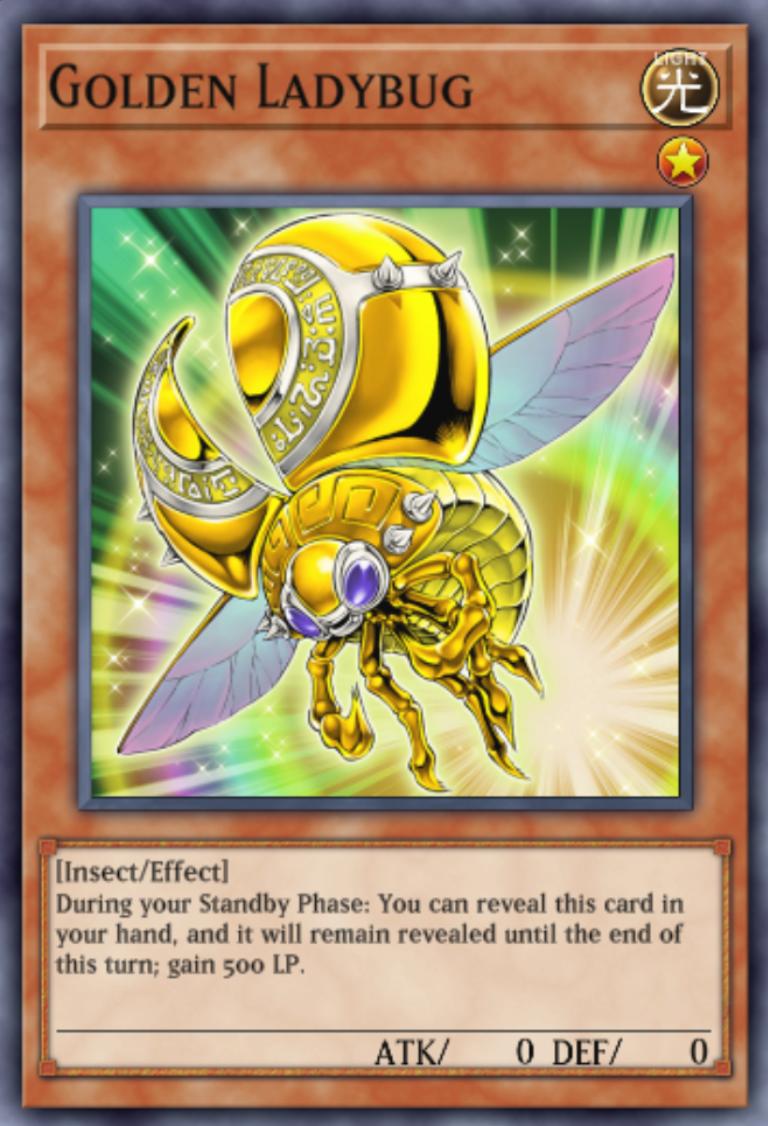 GOLDEN LADYBUG
LIGHT
光
[Insect/Effect]
During your Standby Phase: You can reveal this card in
your hand, and it will remain revealed until the end of
this turn; gain 500 LP.
ATK/ 0 DEF/ 0